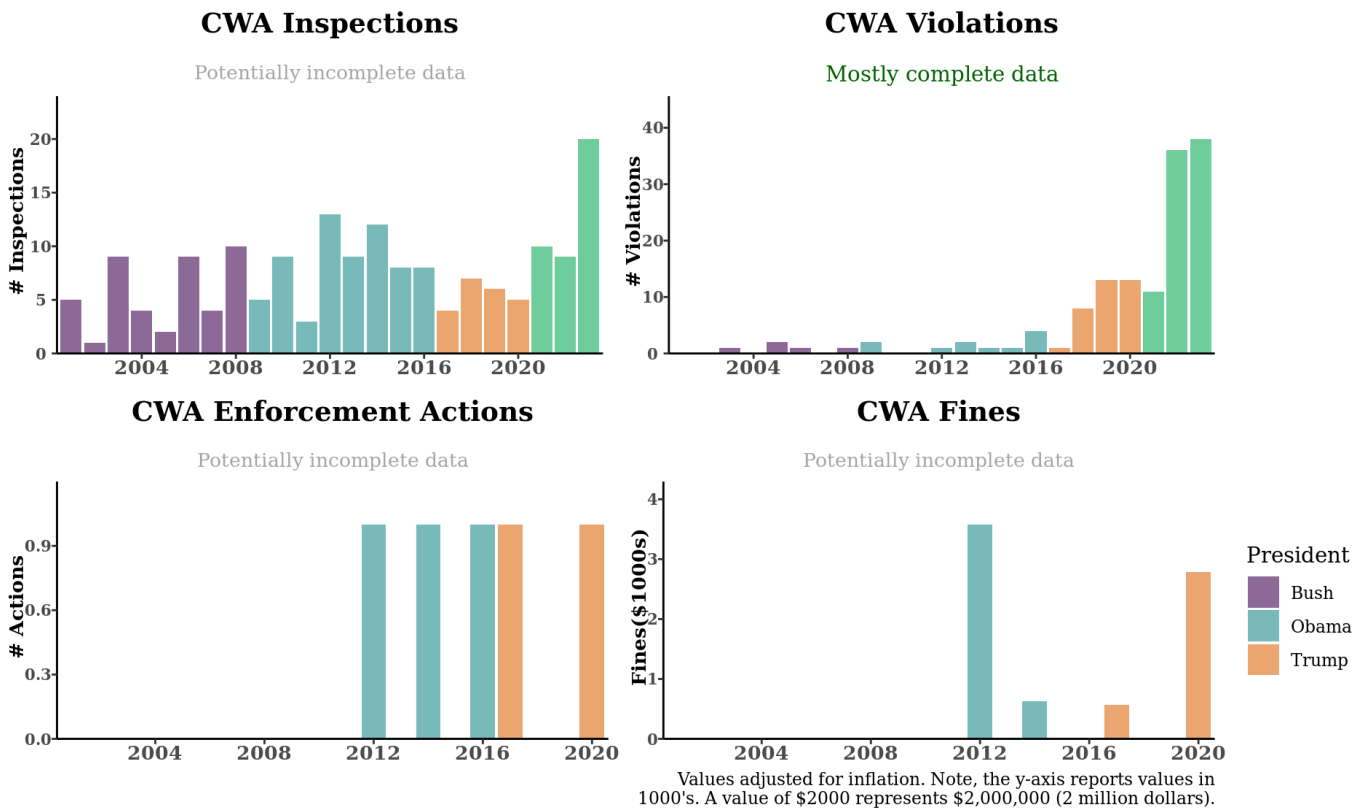 CWA Inspections
Potentially incomplete data
# Inspections
20
15
10
5
0
2004 2008 2012 2016 2020
CWA Violations
Mostly complete data
# Violations
40
30
20
10
0
2004 2008 2012 2016 2020
CWA Enforcement Actions
Potentially incomplete data
# Actions
0.9
0.6
0.3
0.0
2004 2008 2012 2016 2020
CWA Fines
Potentially incomplete data
Fines($1000s)
4
3
2
1
0
2004 2008 2012 2016 2020
President
Bush
Obama
Trump
Values adjusted for inflation. Note, the y-axis reports values in
1000's. A value of $2000 represents $2,000,000 (2 million dollars).